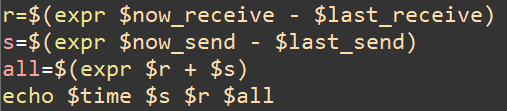 r=$(expr $now_receive - $last_receive)
s=$(expr $now_send - $last_send)
all=$(expr $r + $s)
echo $time $s $r $all